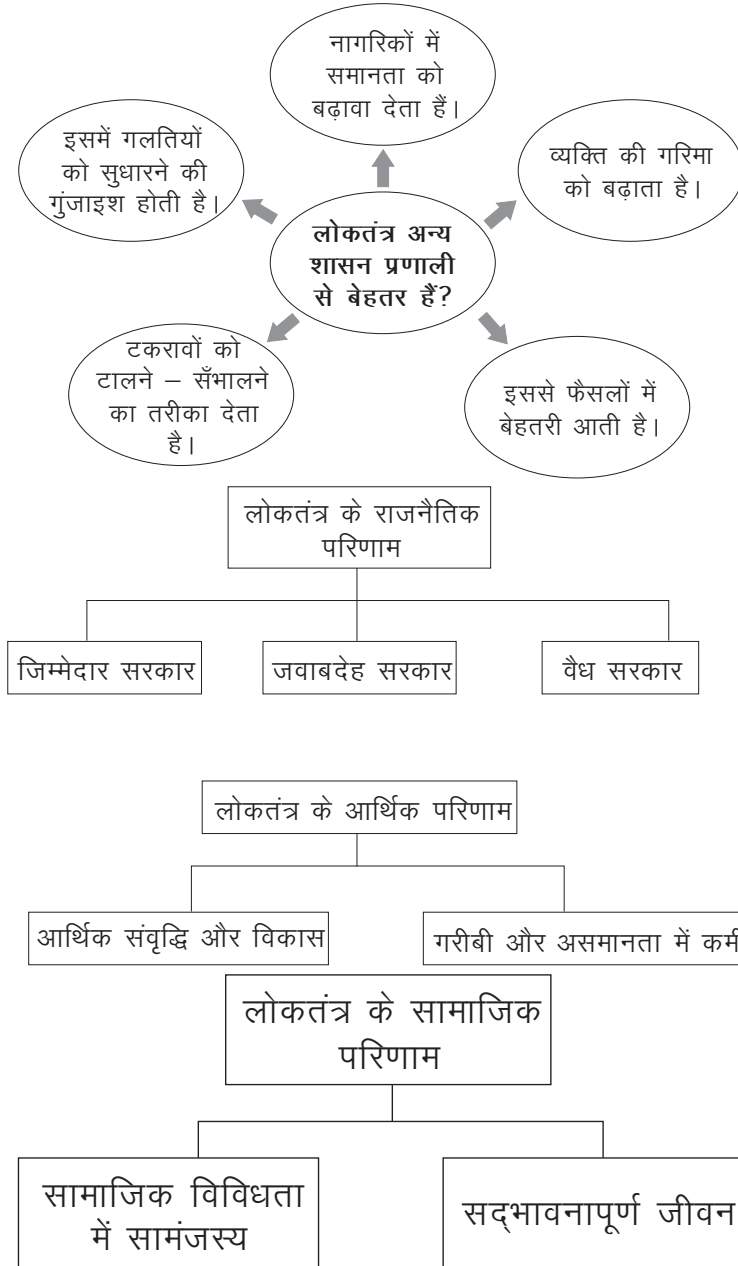 नागरिकों में
समानता को
बढ़ावा देता हैं।
इसमें गलतियों
को सुधारने की
गुंजाइश होती है।
व्यक्ति की गरिमा
को बढ़ाता है।
लोकतंत्र अन्य
शासन प्रणाली
से बेहतर हैं?
टकरावों को
टालने – सँभालने
का तरीका देता
है।
इससे फैसलों में
बेहतरी आती है।
लोकतंत्र के राजनैतिक
परिणाम
जिम्मेदार सरकार
जवाबदेह सरकार
वैध सरकार
लोकतंत्र के आर्थिक परिणाम
आर्थिक संवृद्धि और विकास
गरीबी और असमानता में कमी
लोकतंत्र के सामाजिक
परिणाम
सामाजिक विविधता
में सामंजस्य
सद्‌भावनापूर्ण जीवन